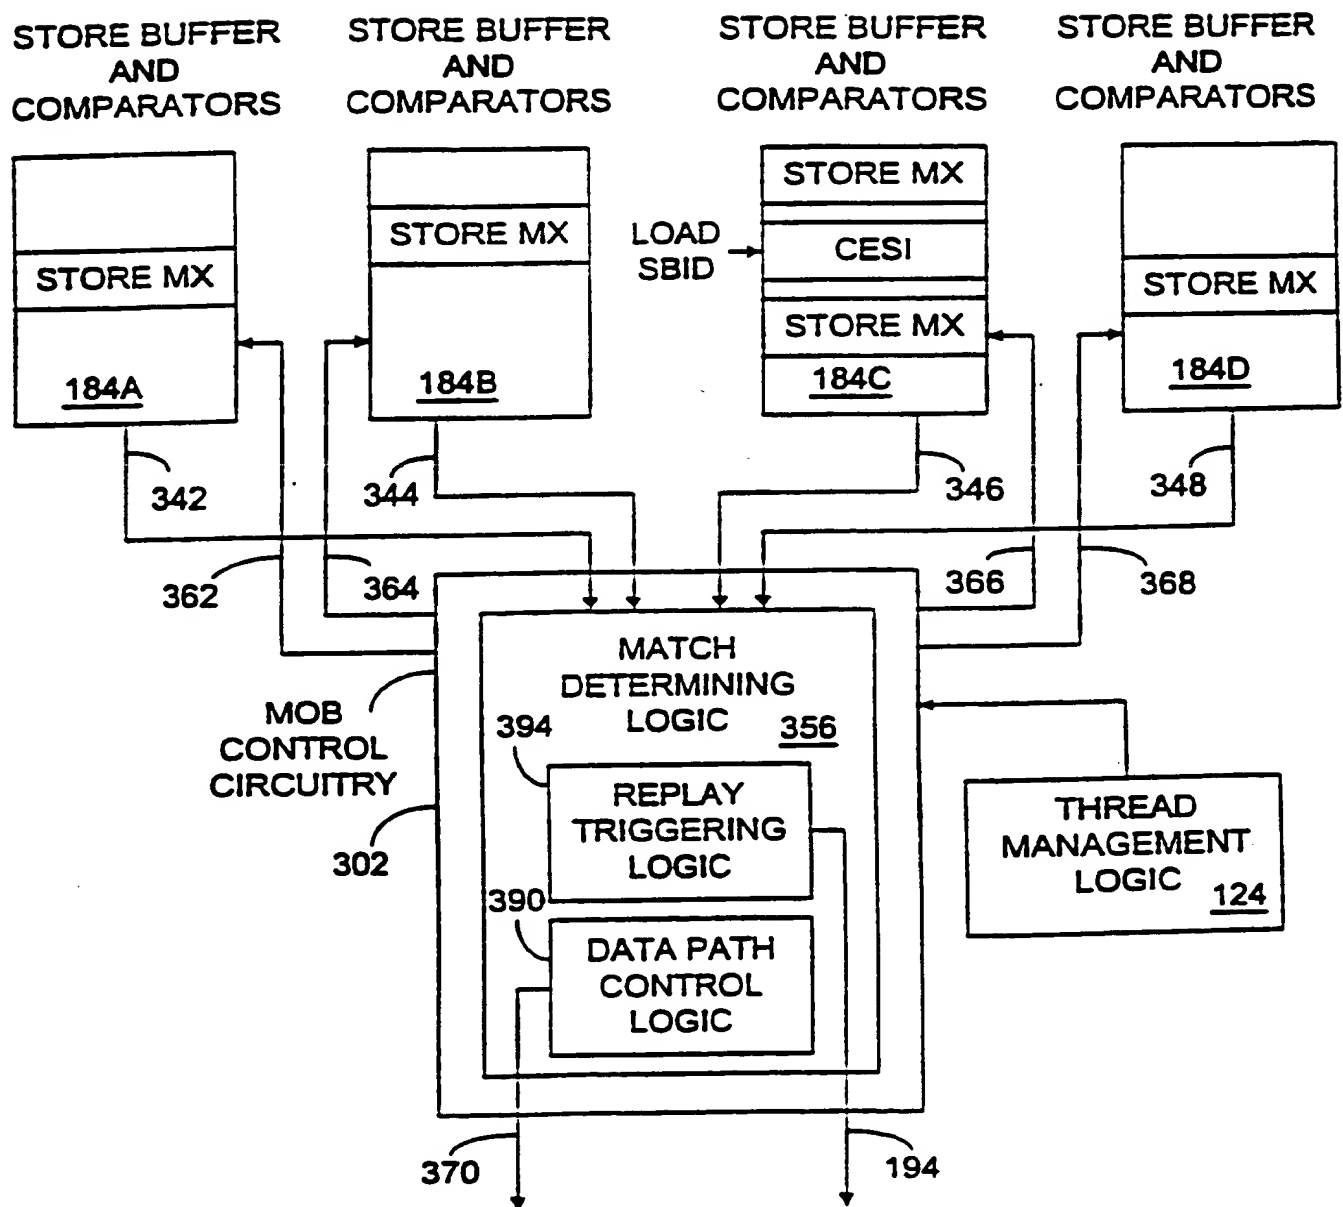 STORE BUFFER
AND
COMPARATORS
STORE BUFFER
AND
COMPARATORS
STORE BUFFER
AND
COMPARATORS
STORE BUFFER
AND
COMPARATORS
STORE MX
184A
STORE MX
184B
LOAD
SBID
STORE MX
CESI
STORE MX
184C
STORE MX
184D
342
344
346
348
362
364
366
368
MOB
CONTROL
CIRCUITRY
302
MATCH
DETERMINING
LOGIC
356
394
REPLAY
TRIGGERING
LOGIC
390
DATA PATH
CONTROL
LOGIC
THREAD
MANAGEMENT
LOGIC
124
370
194